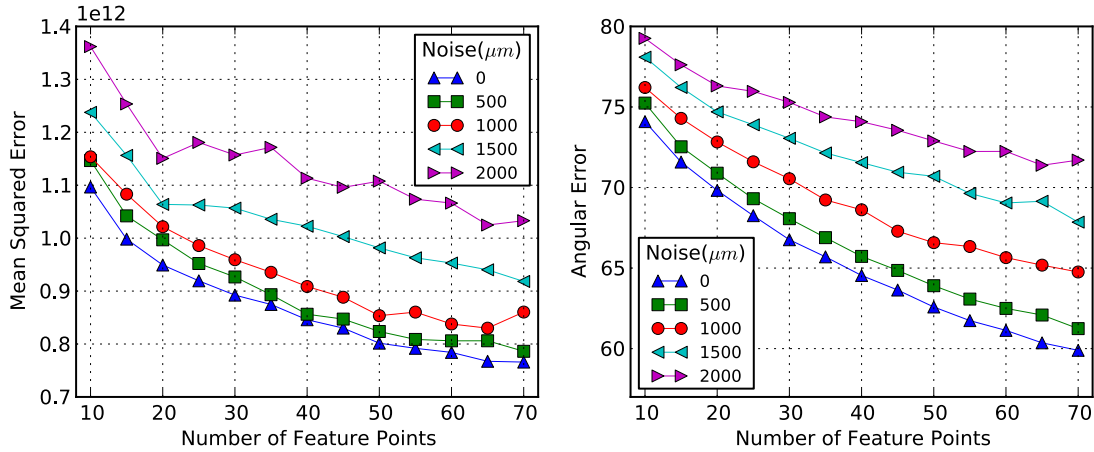 1e12
1.4
1.3
1.2
1.1
1.0
0.9
0.8
0.7
Mean Squared Error
10 20 30 40 50 60 70
Number of Feature Points
Noise(μm)
0
500
1000
1500
2000
80
75
70
65
60
Angular Error
10 20 30 40 50 60 70
Number of Feature Points
Noise(μm)
0
500
1000
1500
2000